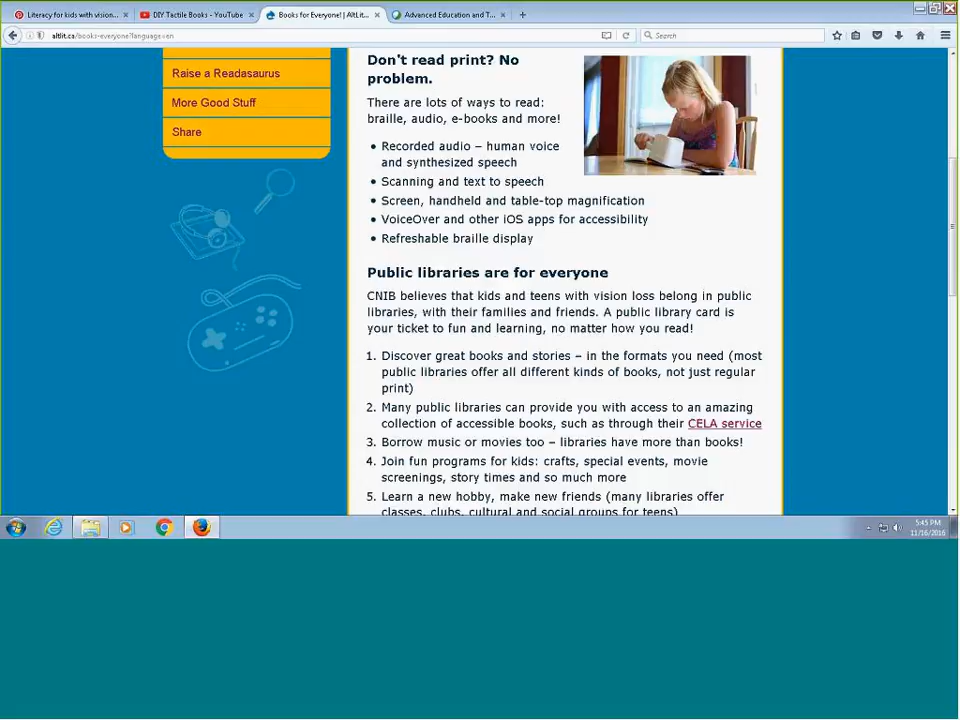 Literacy for kids with vision...
DIY Tactile Books - YouTube
Books for Everyone! | AltLit...
Advanced Education and T...
altlit.ca/books-everyone?language=en
Search
Raise a Readasaurus
More Good Stuff
Share
Don't read print? No
problem.
There are lots of ways to read:
braille, audio, e-books and more!
• Recorded audio – human voice
and synthesized speech
• Scanning and text to speech
• Screen, handheld and table-top magnification
• VoiceOver and other iOS apps for accessibility
• Refreshable braille display
Public libraries are for everyone
CNIB believes that kids and teens with vision loss belong in public
libraries, with their families and friends. A public library card is
your ticket to fun and learning, no matter how you read!
1. Discover great books and stories – in the formats you need (most
public libraries offer all different kinds of books, not just regular
print)
2. Many public libraries can provide you with access to an amazing
collection of accessible books, such as through their CELA service
3. Borrow music or movies too – libraries have more than books!
4. Join fun programs for kids: crafts, special events, movie
screenings, story times and so much more
5. Learn a new hobby, make new friends (many libraries offer
classes, clubs, cultural and social groups for teens)
5:45 PM
11/16/2016